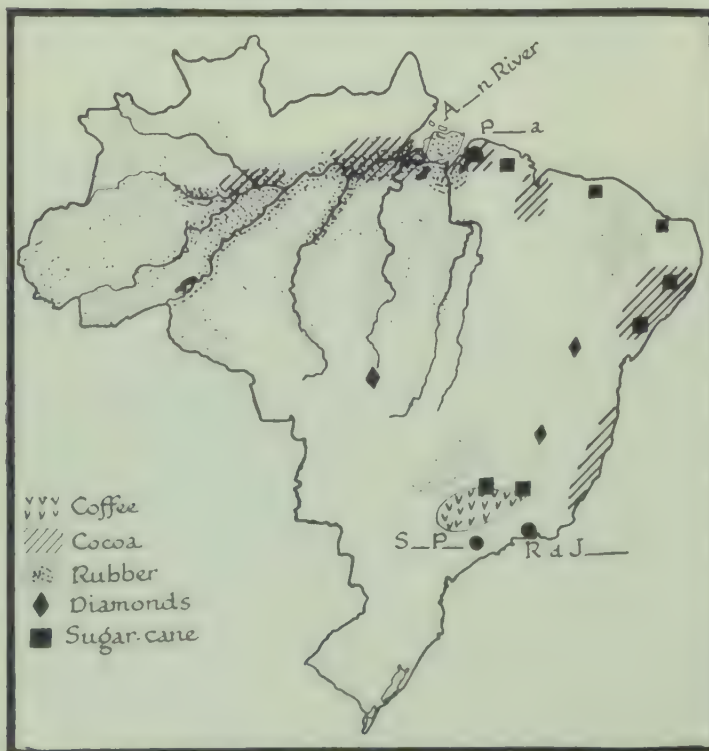 A__n River
P__a
Coffee
Cocoa
S_P_
R d J___
Rubber
Diamonds
Sugar-cane